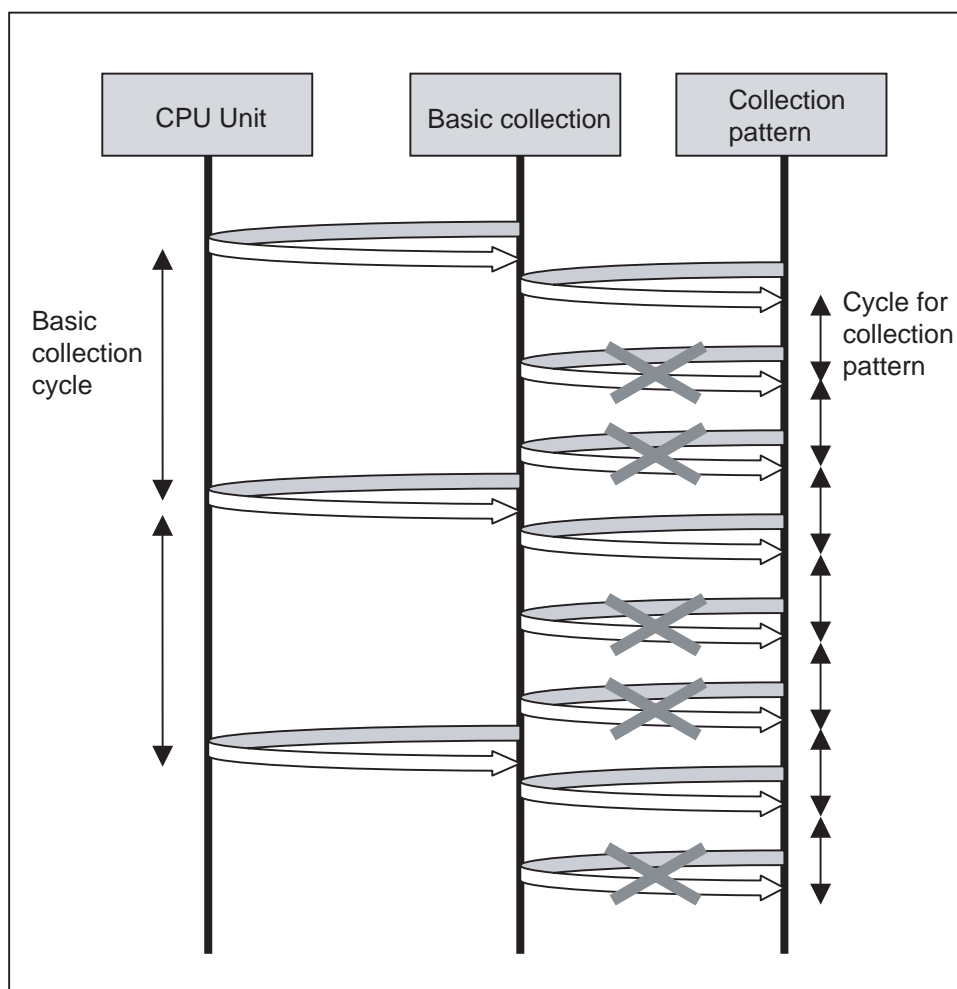 CPU Unit
Basic collection
Collection
pattern
Basic
collection
cycle
Cycle for
collection
pattern